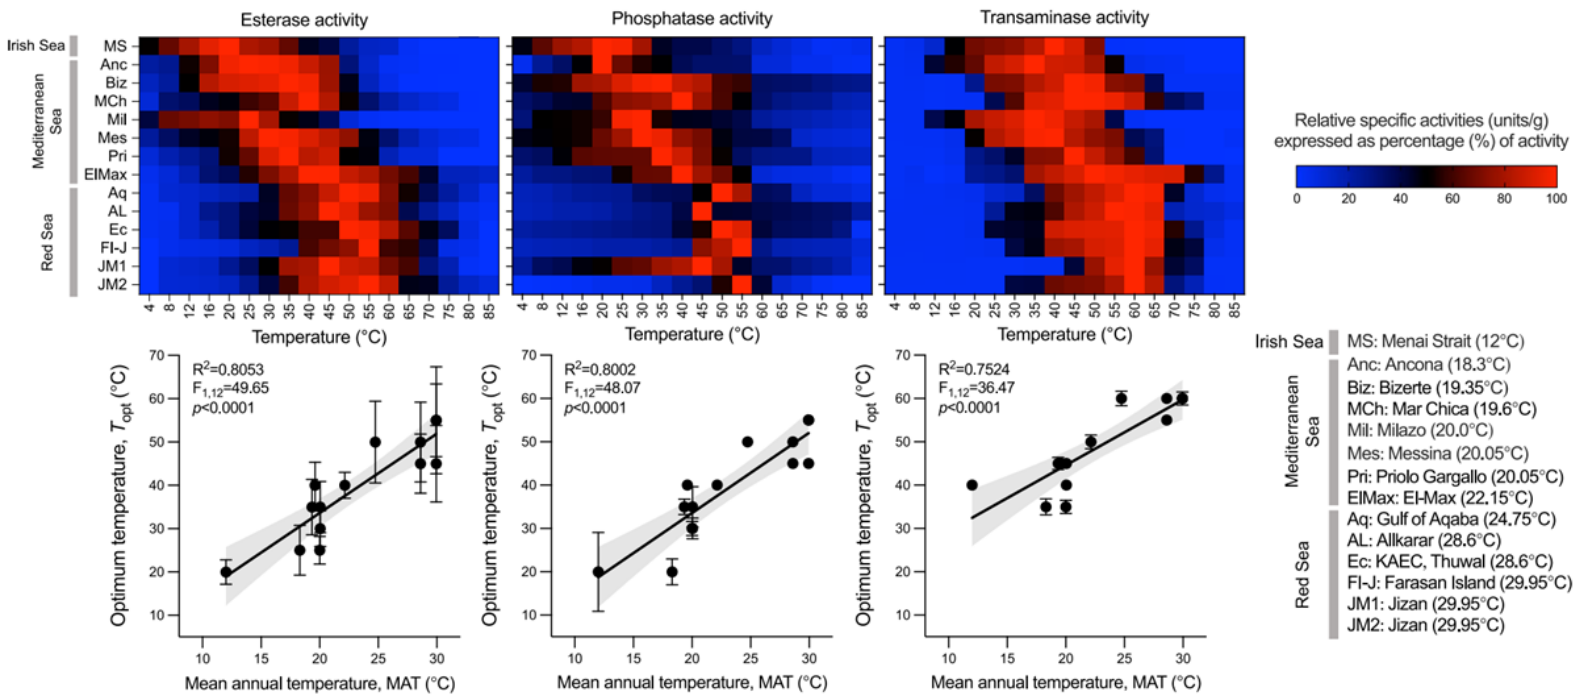 Esterase activity
Phosphatase activity
Transaminase activity
Irish Sea
Mediterranean
Sea
Red Sea
MS
Anc
Biz
MCh
Mil
Mes
Pri
ElMax
Aq
AL
Ec
FI-J
JM1
JM2
4 8 12 16 20 25 30 35 40 45 50 55 60 65 70 75 80 85
4 8 12 16 20 25 30 35 40 45 50 55 60 65 70 75 80 85
4 8 12 16 20 25 30 35 40 45 50 55 60 65 70 75 80 85
Temperature (°C)
Temperature (°C)
Temperature (°C)
Relative specific activities (units/g)
expressed as percentage (%) of activity
0 20 40 60 80 100
Optimum temperature, Topt (°C)
70
60
50
40
30
20
10
R²=0.8053
F1,12=49.65
p<0.0001
10 15 20 25 30
Mean annual temperature, MAT (°C)
Optimum temperature, Topt (°C)
70
60
50
40
30
20
10
R²=0.8002
F1,12=48.07
p<0.0001
10 15 20 25 30
Mean annual temperature, MAT (°C)
Optimum temperature, Topt (°C)
70
60
50
40
30
20
10
R²=0.7524
F1,12=36.47
p<0.0001
10 15 20 25 30
Mean annual temperature, MAT (°C)
Irish Sea
Mediterranean
Sea
Red Sea
MS: Menai Strait (12°C)
Anc: Ancona (18.3°C)
Biz: Bizerte (19.35°C)
MCh: Mar Chica (19.6°C)
Mil: Milazo (20.0°C)
Mes: Messina (20.05°C)
Pri: Priolo Gargallo (20.05°C)
ElMax: El-Max (22.15°C)
Aq: Gulf of Aqaba (24.75°C)
AL: Allkarar (28.6°C)
Ec: KAEC, Thuwal (28.6°C)
FI-J: Farasan Island (29.95°C)
JM1: Jizan (29.95°C)
JM2: Jizan (29.95°C)